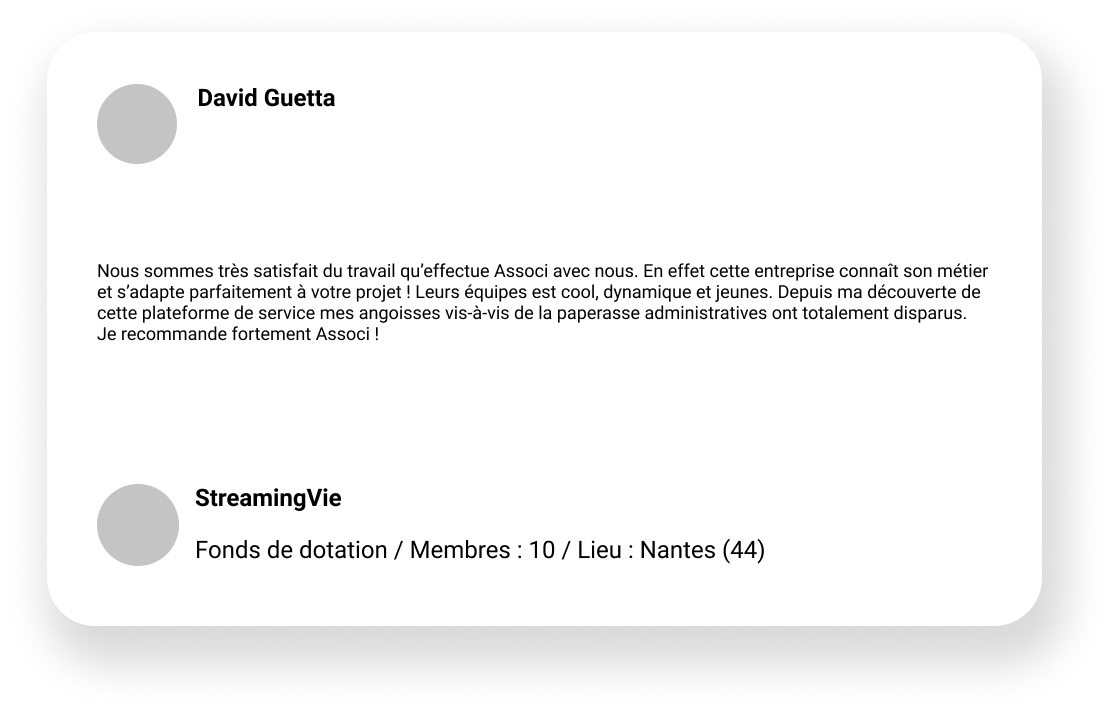 David Guetta
Nous sommes très satisfait du travail qu’effectue Associ avec nous. En effet cette entreprise connaît son métier
et s’adapte parfaitement à votre projet ! Leurs équipes est cool, dynamique et jeunes. Depuis ma découverte de
cette plateforme de service mes angoisses vis-à-vis de la paperasse administratives ont totalement disparus.
Je recommande fortement Associ !
StreamingVie
Fonds de dotation / Membres : 10 / Lieu : Nantes (44)